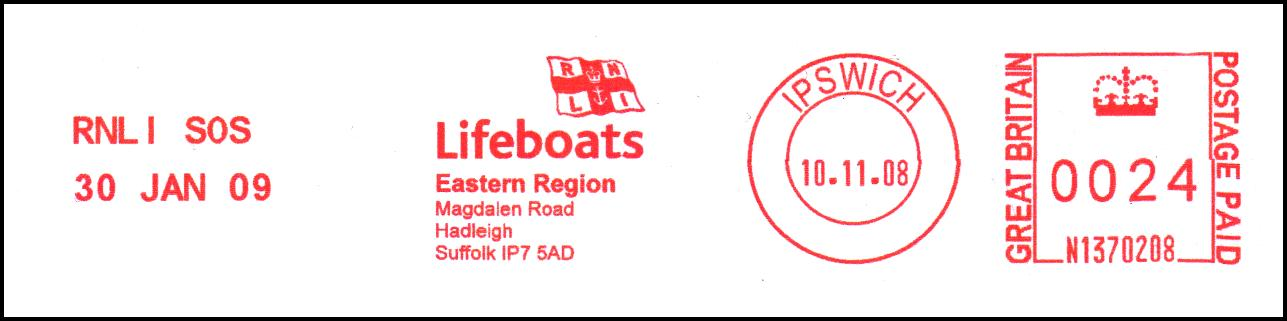 RNLI SOS
30 JAN 09
R N
L I
Lifeboats
Eastern Region
Magdalen Road
Hadleigh
Suffolk IP7 5AD
IPSWICH
10.11.08
GREAT BRITAIN
POSTAGE PAID
0024
N1370208